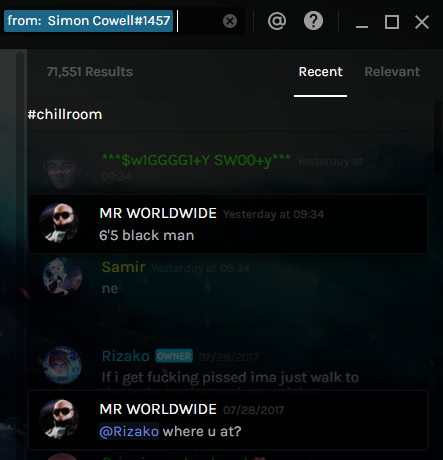 from: Simon Cowell#1457
71,551 Results
Recent
Relevant
#chillroom
***$w1GGGG1+Y SWOO+y*** Yesterday at
09:34
MR WORLDWIDE Yesterday at 09:34
6'5 black man
Samir Yesterday at 09:34
ne
Rizako OWNER 07/28/2017
If i get fucking pissed ima just walk to
MR WORLDWIDE 07/28/2017
@Rizako where u at?